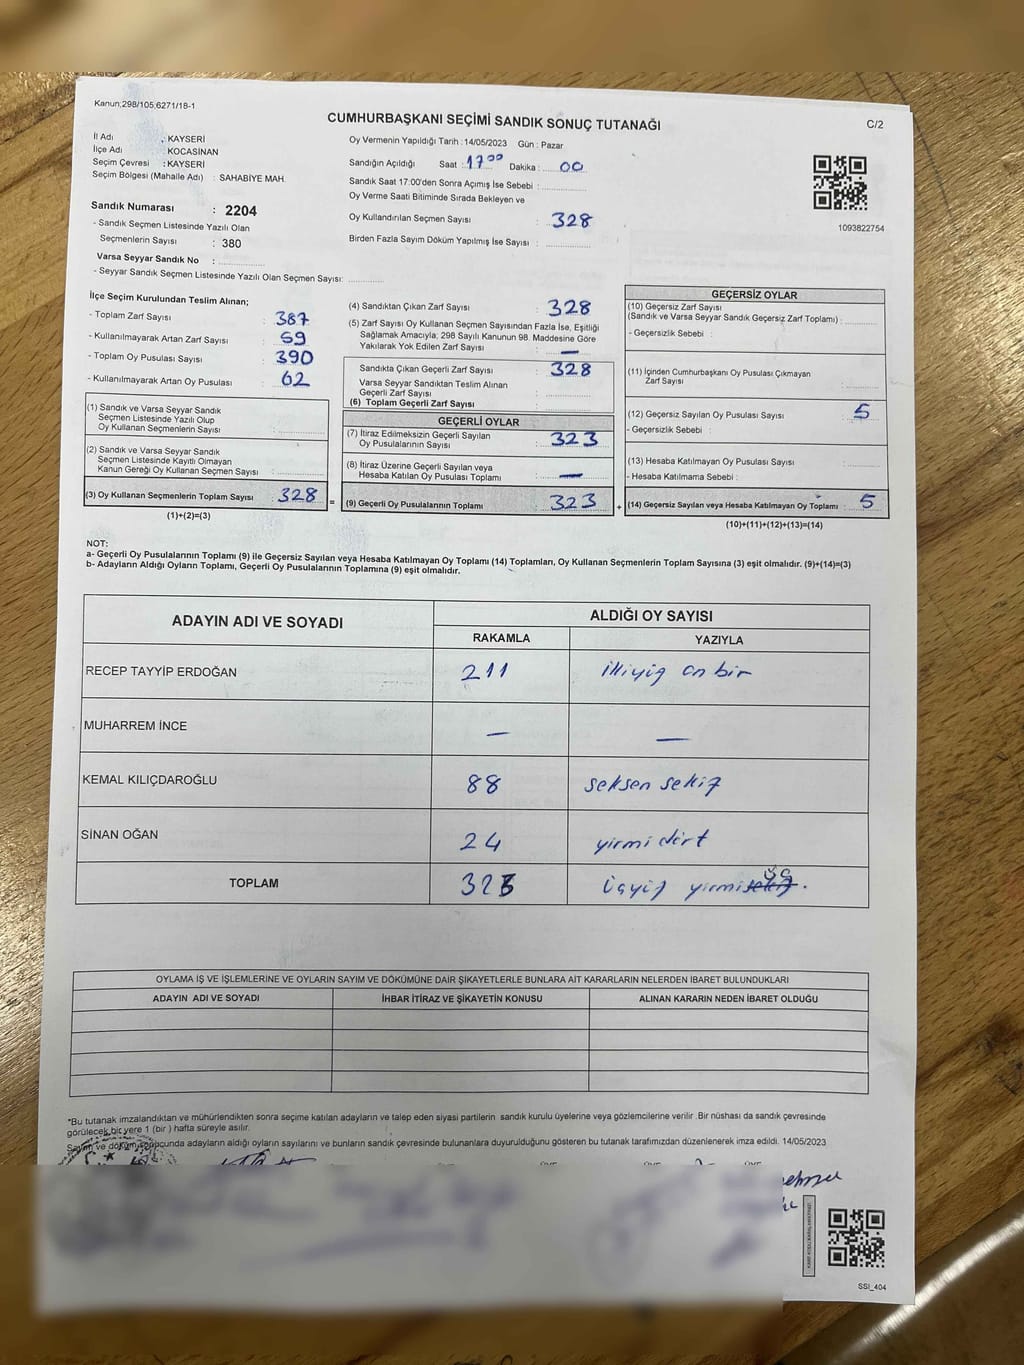 Kanun;298/105,6271/18-1
CUMHURBAŞKANI SEÇİMİ SANDIK SONUÇ TUTANAĞI
C/2
İl Adı : KAYSERİ
İlçe Adı : KOCASİNAN
Seçim Çevresi : KAYSERİ
Seçim Bölgesi (Mahalle Adı) : SAHABİYE MAH.
Oy Vermenin Yapıldığı Tarih : 14/05/2023 Gün : Pazar
Sandığın Açıldığı Saat : 17:00 Dakika : 00
Sandık Saat 17:00'den Sonra Açımış İse Sebebi :
Oy Verme Saati Bitiminde Sırada Bekleyen ve
Oy Kullandırılan Seçmen Sayısı : 328
Birden Fazla Sayım Döküm Yapılmış İse Sayısı :
1093822754
Sandık Numarası : 2204
- Sandık Seçmen Listesinde Yazılı Olan
Seçmenlerin Sayısı : 380
Varsa Seyyar Sandık No :
- Seyyar Sandık Seçmen Listesinde Yazılı Olan Seçmen Sayısı:
İlçe Seçim Kurulundan Teslim Alınan;
- Toplam Zarf Sayısı : 387
- Kullanılmayarak Artan Zarf Sayısı : 59
- Toplam Oy Pusulası Sayısı : 390
- Kullanılmayarak Artan Oy Pusulası : 62
(1) Sandık ve Varsa Seyyar Sandık
Seçmen Listesinde Yazılı Olup
Oy Kullanan Seçmenlerin Sayısı :
(2) Sandık ve Varsa Seyyar Sandık
Seçmen Listesinde Kayıtlı Olmayan
Kanun Gereği Oy Kullanan Seçmen Sayısı :
(3) Oy Kullanan Seçmenlerin Toplam Sayısı : 328
(1)+(2)=(3)
(4) Sandıktan Çıkan Zarf Sayısı : 328
(5) Zarf Sayısı Oy Kullanan Seçmen Sayısından Fazla İse, Eşitliği
Sağlamak Amacıyla; 298 Sayılı Kanunun 98. Maddesine Göre
Yakılarak Yok Edilen Zarf Sayısı : —
Sandıkta Çıkan Geçerli Zarf Sayısı : 328
Varsa Seyyar Sandıktan Teslim Alınan
Geçerli Zarf Sayısı :
(6) Toplam Geçerli Zarf Sayısı :
GEÇERLİ OYLAR
(7) İtiraz Edilmeksizin Geçerli Sayılan
Oy Pusulalarının Sayısı : 323
(8) İtiraz Üzerine Geçerli Sayılan veya
Hesaba Katılan Oy Pusulası Toplamı : —
= (9) Geçerli Oy Pusulalarının Toplamı : 323
GEÇERSİZ OYLAR
(10) Geçersiz Zarf Sayısı
(Sandık ve Varsa Seyyar Sandık Geçersiz Zarf Toplamı) :
- Geçersizlik Sebebi :
(11) İçinden Cumhurbaşkanı Oy Pusulası Çıkmayan
Zarf Sayısı :
(12) Geçersiz Sayılan Oy Pusulası Sayısı : 5
- Geçersizlik Sebebi :
(13) Hesaba Katılmayan Oy Pusulası Sayısı :
- Hesaba Katılmama Sebebi :
+ (14) Geçersiz Sayılan veya Hesaba Katılmayan Oy Toplamı : 5
(10)+(11)+(12)+(13)=(14)
NOT:
a- Geçerli Oy Pusulalarının Toplamı (9) ile Geçersiz Sayılan veya Hesaba Katılmayan Oy Toplamı (14) Toplamları, Oy Kullanan Seçmenlerin Toplam Sayısına (3) eşit olmalıdır. (9)+(14)=(3)
b- Adayların Aldığı Oyların Toplamı, Geçerli Oy Pusulalarının Toplamına (9) eşit olmalıdır.
ADAYIN ADI VE SOYADI ALDIĞI OY SAYISI
RAKAMLA YAZIYLA
RECEP TAYYİP ERDOĞAN 211 ikiyüz on bir
MUHARREM İNCE — —
KEMAL KILIÇDAROĞLU 88 seksen sekiz
SİNAN OĞAN 24 yirmi dört
TOPLAM 323 üçyüz yirmi üç.
OYLAMA İŞ VE İŞLEMLERİNE VE OYLARIN SAYIM VE DÖKÜMÜNE DAİR ŞİKAYETLERLE BUNLARA AİT KARARLARIN NELERDEN İBARET BULUNDUKLARI
ADAYIN ADI VE SOYADI İHBAR İTİRAZ VE ŞİKAYETİN KONUSU ALINAN KARARIN NEDEN İBARET OLDUĞU
*Bu tutanak imzalandıktan ve mühürlendikten sonra seçime katılan adayların ve talep eden siyasi partilerin sandık kurulu üyelerine veya gözlemcilerine verilir .Bir nüshası da sandık çevresinde
görülecek bir yere 1 (bir ) hafta süreyle asılır.
Sayım ve döküm sonucunda adayların aldığı oyların sayılarını ve bunların sandık çevresinde bulunanlara duyurulduğunu gösteren bu tutanak tarafımızdan düzenlenerek imza edildi. 14/05/2023
SSI_404